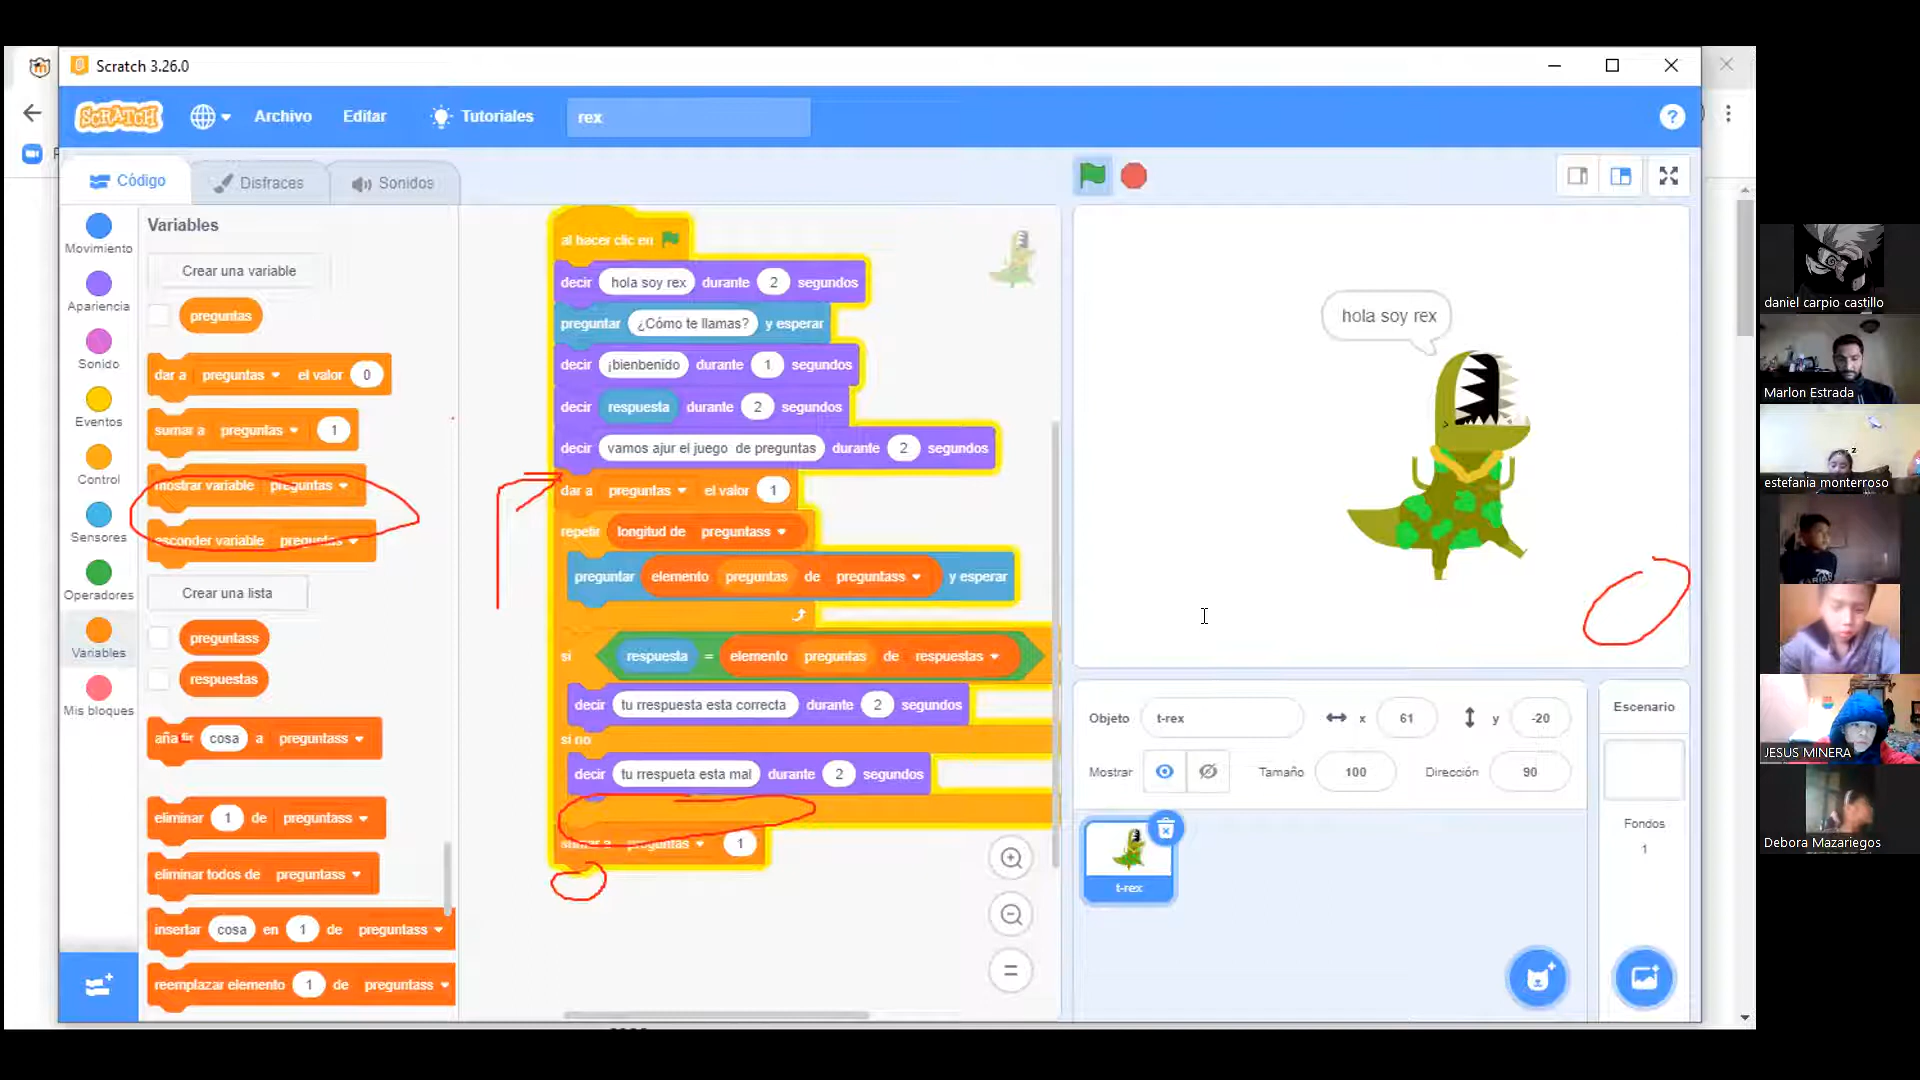 Scratch 3.26.0
SCRATCH
Archivo
Editar
Tutoriales
rex
Código
Disfraces
Sonidos
Movimiento
Apariencia
Sonido
Eventos
Control
Sensores
Operadores
Variables
Mis bloques
Variables
Crear una variable
preguntas
dar a preguntas el valor 0
sumar a preguntas 1
mostrar variable preguntas
esconder variable preguntas
Crear una lista
preguntass
respuestas
añadir cosa a preguntass
eliminar 1 de preguntass
eliminar todos de preguntass
insertar cosa en 1 de preguntass
reemplazar elemento 1 de preguntass
al hacer clic en
decir hola soy rex durante 2 segundos
preguntar ¿Cómo te llamas? y esperar
decir ¡bienbenido durante 1 segundos
decir respuesta durante 2 segundos
decir vamos ajur el juego de preguntas durante 2 segundos
dar a preguntas el valor 1
repetir longitud de preguntass
preguntar elemento preguntas de preguntass y esperar
si respuesta = elemento preguntas de respuestas
decir tu rrespuesta esta correcta durante 2 segundos
si no
decir tu rrespueta esta mal durante 2 segundos
sumar a preguntas 1
hola soy rex
Objeto t-rex x 61 y -20
Mostrar Tamaño 100 Dirección 90
t-rex
Escenario
Fondos
1
daniel carpio castillo
Marlon Estrada
estefania monterroso
JESUS MINERA
Debora Mazariegos